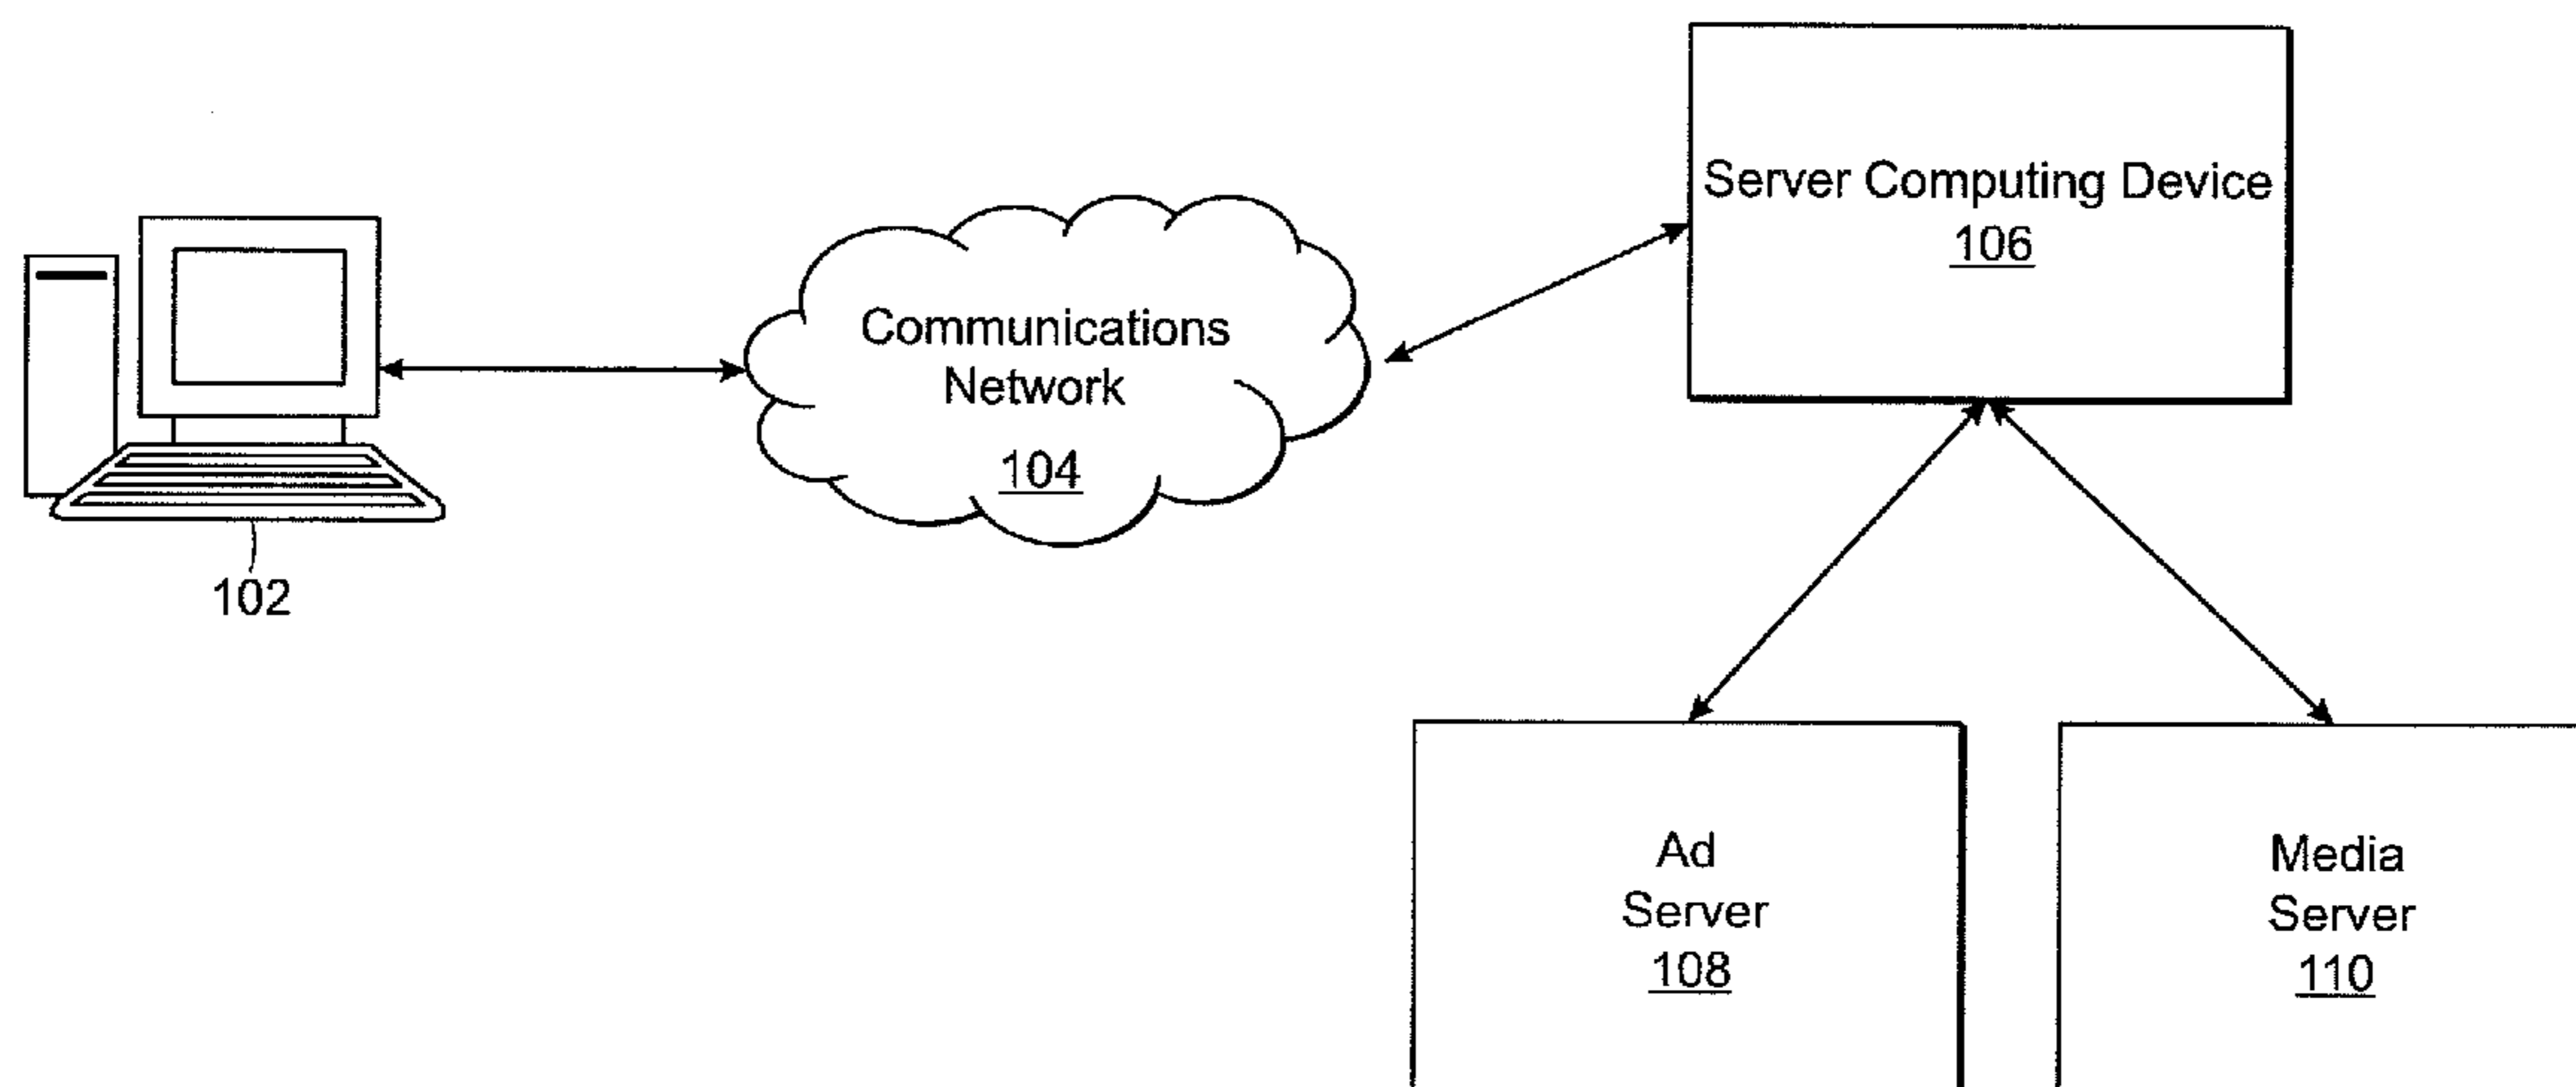 Server Computing Device
106
Communications
Network
104
102
Ad
Server
108
Media
Server
110